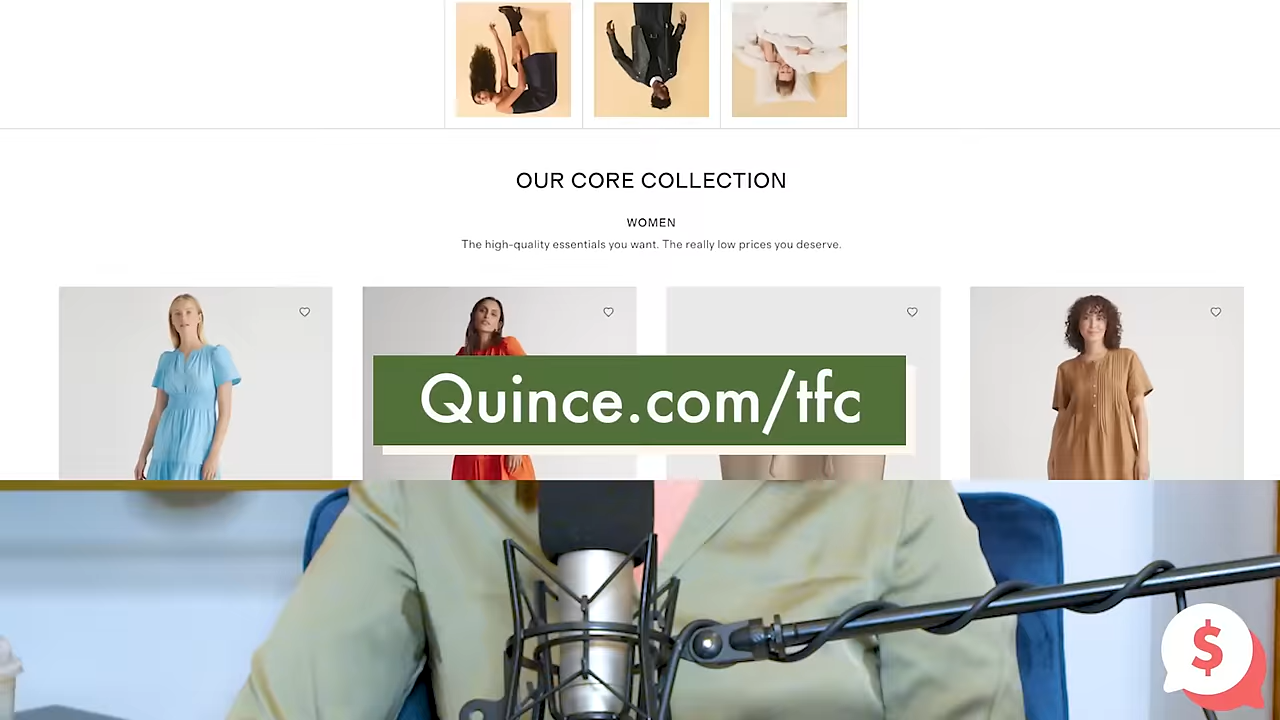 OUR CORE COLLECTION
WOMEN
The high-quality essentials you want. The really low prices you deserve.
Quince.com/tfc
$